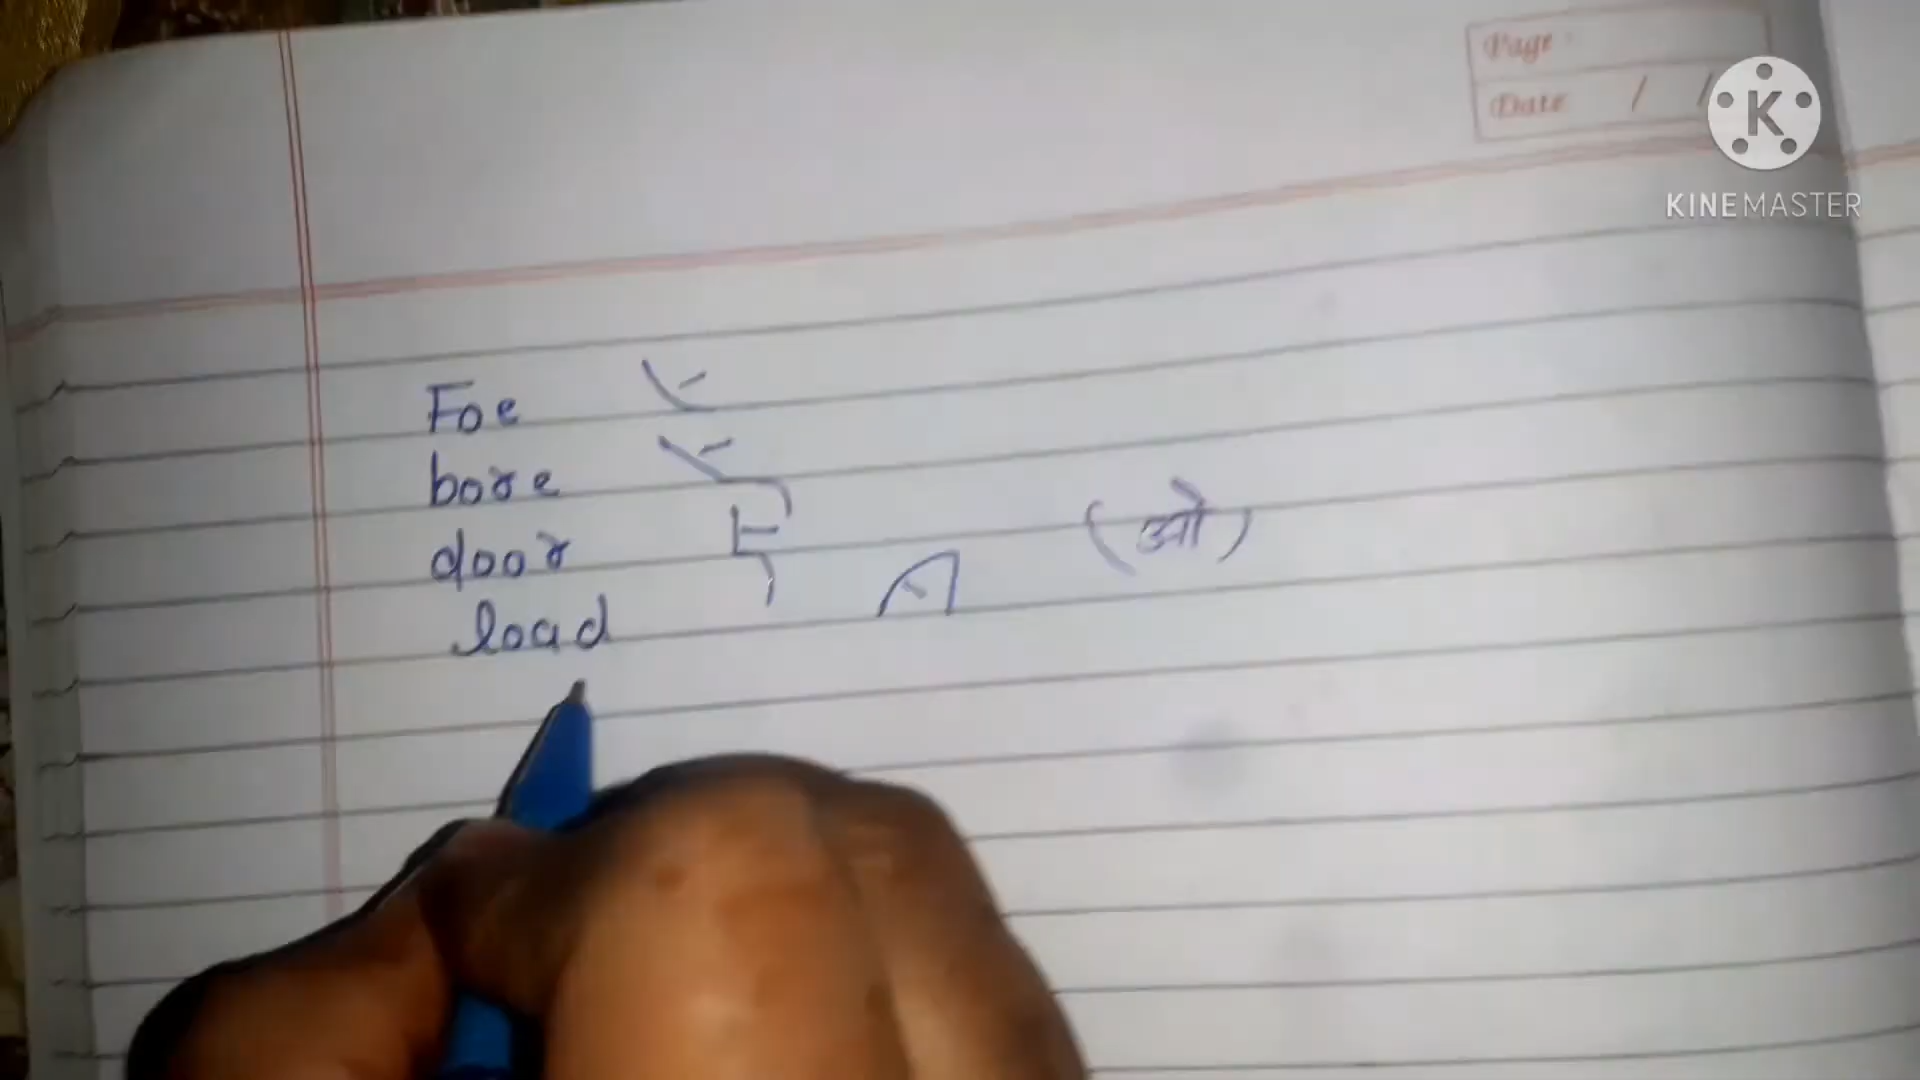 Page
Date / /
K
KINEMASTER
Foe
bore
door
(ओ)
load